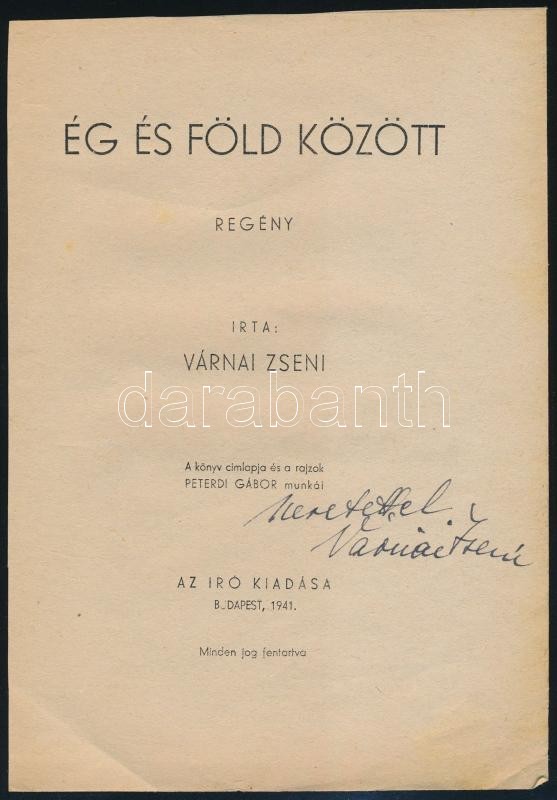 ÉG ÉS FÖLD KÖZÖTT
REGÉNY
IRTA:
VÁRNAI ZSENI
darabanth
A könyv cimlapja és a rajzok
PETERDI GÁBOR munkái
szeretettel
Várnai Zseni
AZ IRÓ KIADÁSA
BUDAPEST, 1941.
Minden jog fentartva